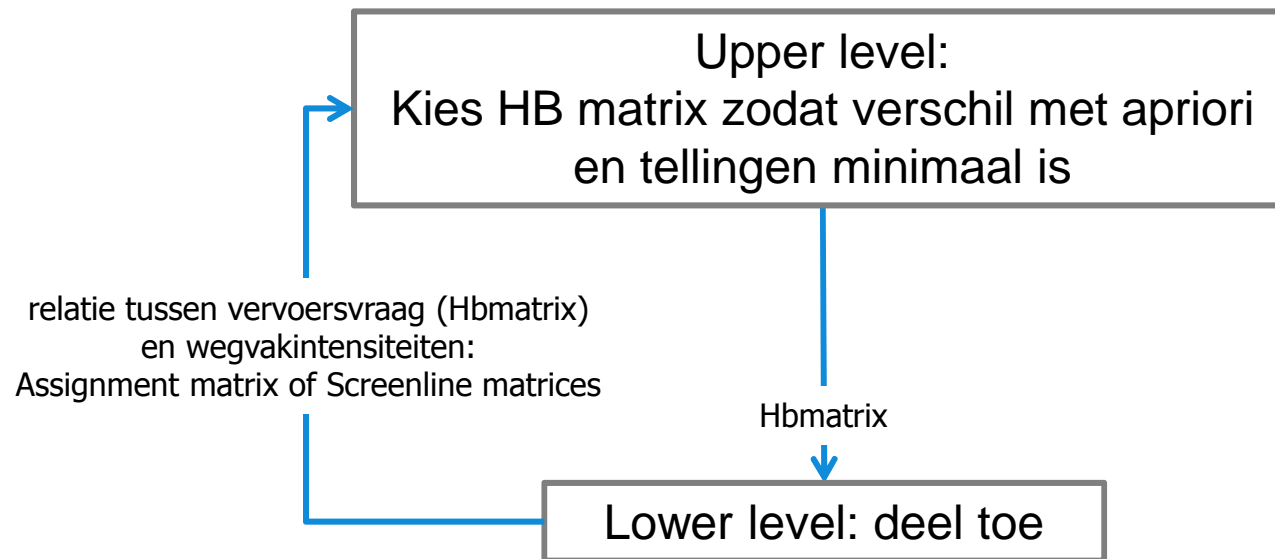 Upper level:
Kies HB matrix zodat verschil met apriori
en tellingen minimaal is
relatie tussen vervoersvraag (Hbmatrix)
en wegvakintensiteiten:
Assignment matrix of Screenline matrices
Hbmatrix
Lower level: deel toe